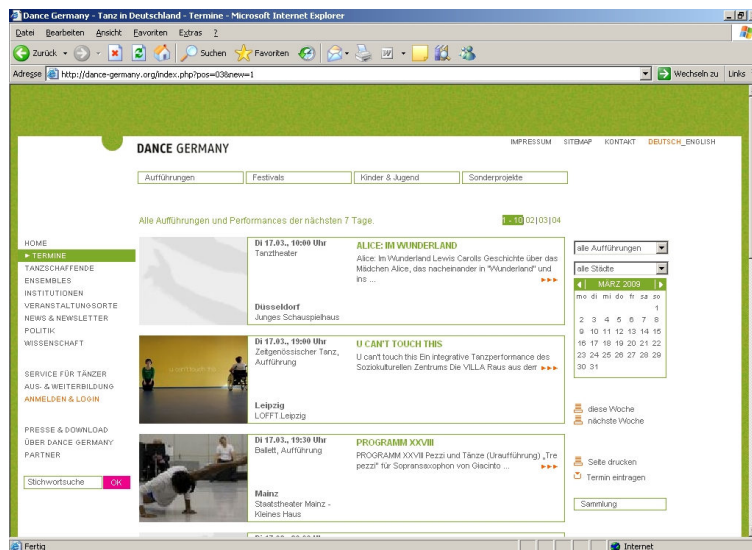 Dance Germany - Tanz in Deutschland - Termine - Microsoft Internet Explorer
Datei Bearbeiten Ansicht Favoriten Extras ?
Zurück Suchen Favoriten
Adresse http://dance-germany.org/index.php?pos=03&new=1 Wechseln zu Links
IMPRESSUM SITEMAP KONTAKT DEUTSCH_ENGLISH
DANCE GERMANY
Aufführungen Festivals Kinder & Jugend Sonderprojekte
Alle Aufführungen und Performances der nächsten 7 Tage. 1 - 10|02|03|04
HOME
TERMINE
TANZSCHAFFENDE
ENSEMBLES
INSTITUTIONEN
VERANSTALTUNGSORTE
NEWS & NEWSLETTER
POLITIK
WISSENSCHAFT
SERVICE FÜR TÄNZER
AUS- & WEITERBILDUNG
ANMELDEN & LOGIN
PRESSE & DOWNLOAD
ÜBER DANCE GERMANY
PARTNER
Stichwortsuche OK
Di 17.03., 10:00 Uhr
Tanztheater
Düsseldorf
Junges Schauspielhaus
ALICE: IM WUNDERLAND
Alice: Im Wunderland Lewis Carolls Geschichte über das
Mädchen Alice, das nacheinander in "Wunderland" und
ins ...
Di 17.03., 19:00 Uhr
Zeitgenössischer Tanz,
Aufführung
Leipzig
LOFFT.Leipzig
U CAN'T TOUCH THIS
U can't touch this Ein integrative Tanzperformance des
Soziokulturellen Zentrums Die VILLA Raus aus dem
Di 17.03., 19:30 Uhr
Ballett, Aufführung
Mainz
Staatstheater Mainz -
Kleines Haus
PROGRAMM XXVIII
PROGRAMM XXVIII Pezzi und Tänze (Uraufführung) „Tre
pezzi" für Sopransaxophon von Giacinto ...
alle Aufführungen
alle Städte
MÄRZ 2009
mo di mi do fr sa so
1
2 3 4 5 6 7 8
9 10 11 12 13 14 15
16 17 18 19 20 21 22
23 24 25 26 27 28 29
30 31
diese Woche
nächste Woche
Seite drucken
Termin eintragen
Sammlung
Fertig Internet